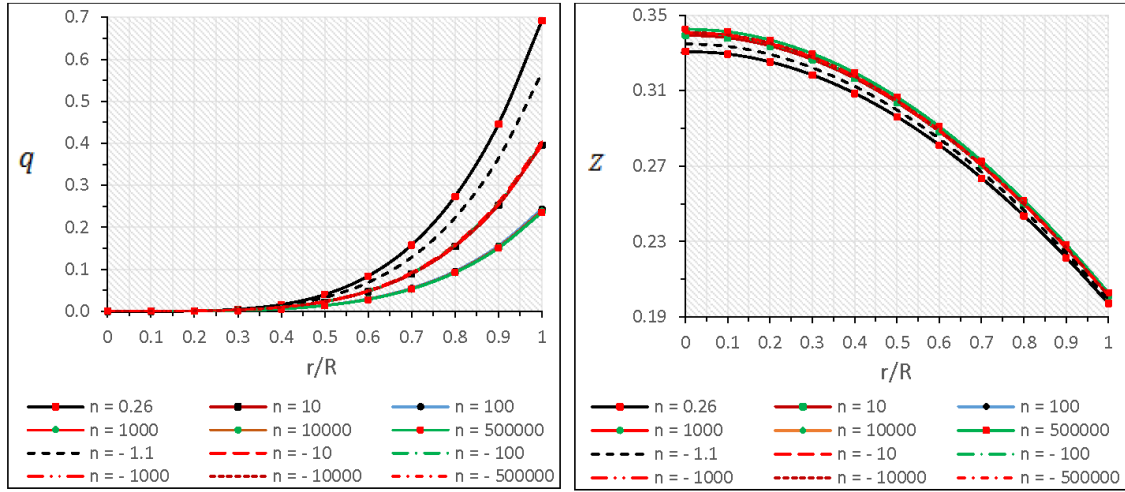 0.7
0.6
0.5
0.4
q
0.3
0.2
0.1
0.0
0 0.1 0.2 0.3 0.4 0.5 0.6 0.7 0.8 0.9 1
r/R
n = 0.26 n = 10 n = 100
n = 1000 n = 10000 n = 500000
n = - 1.1 n = - 10 n = - 100
n = - 1000 n = - 10000 n = - 500000
0.35
0.31
Z
0.27
0.23
0.19
0 0.1 0.2 0.3 0.4 0.5 0.6 0.7 0.8 0.9 1
r/R
n = 0.26 n = 10 n = 100
n = 1000 n = 10000 n = 500000
n = - 1.1 n = - 10 n = - 100
n = - 1000 n = - 10000 n = - 500000